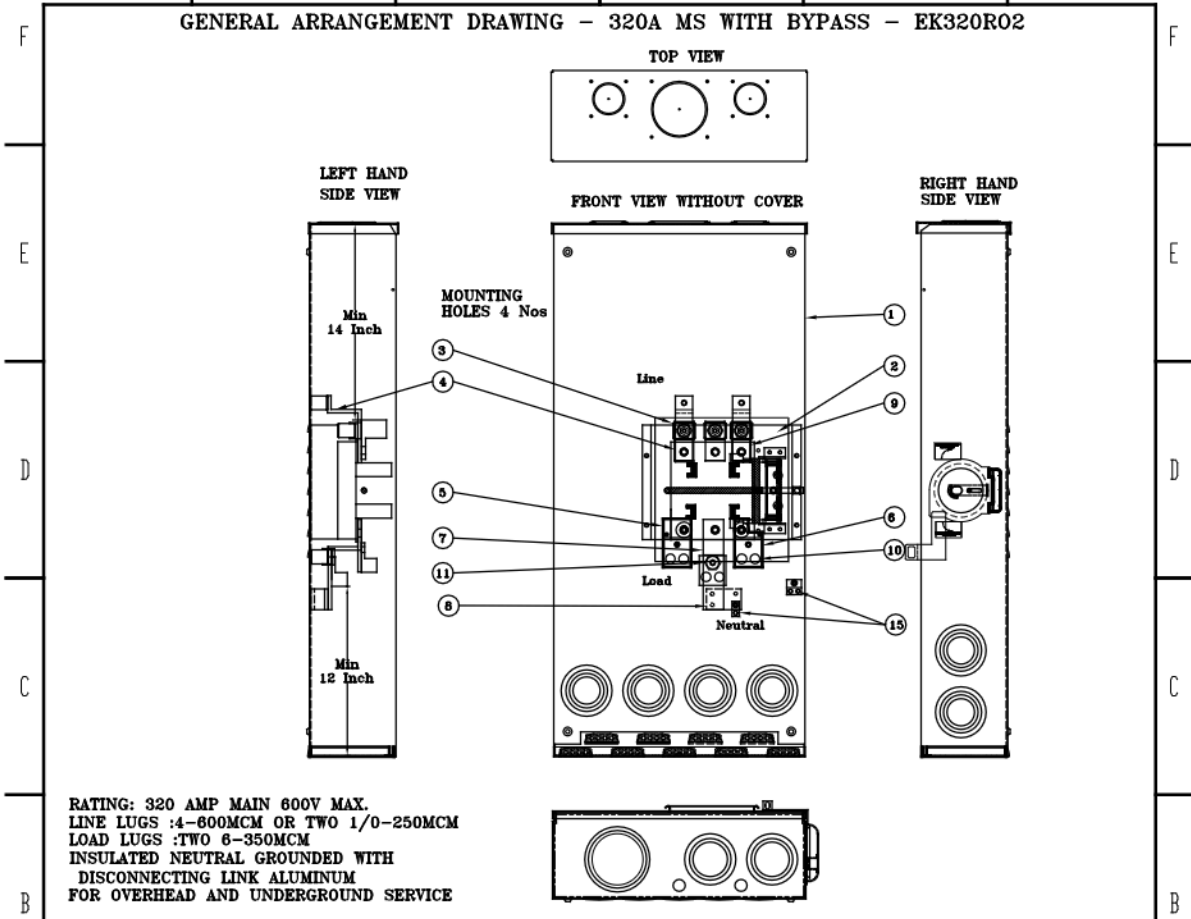 GENERAL ARRANGEMENT DRAWING - 320A MS WITH BYPASS - EK320RO2
F
F
TOP VIEW
LEFT HAND
SIDE VIEW
FRONT VIEW WITHOUT COVER
RIGHT HAND
SIDE VIEW
E
E
MOUNTING
HOLES 4 Nos
Min
14 Inch
1
3
2
4
Line
9
D
D
5
6
7
10
11
Load
8
15
Neutral
Min
12 Inch
C
C
RATING: 320 AMP MAIN 600V MAX.
LINE LUGS :4-600MCM OR TWO 1/0-250MCM
LOAD LUGS :TWO 6-350MCM
INSULATED NEUTRAL GROUNDED WITH
DISCONNECTING LINK ALUMINUM
FOR OVERHEAD AND UNDERGROUND SERVICE
B
B